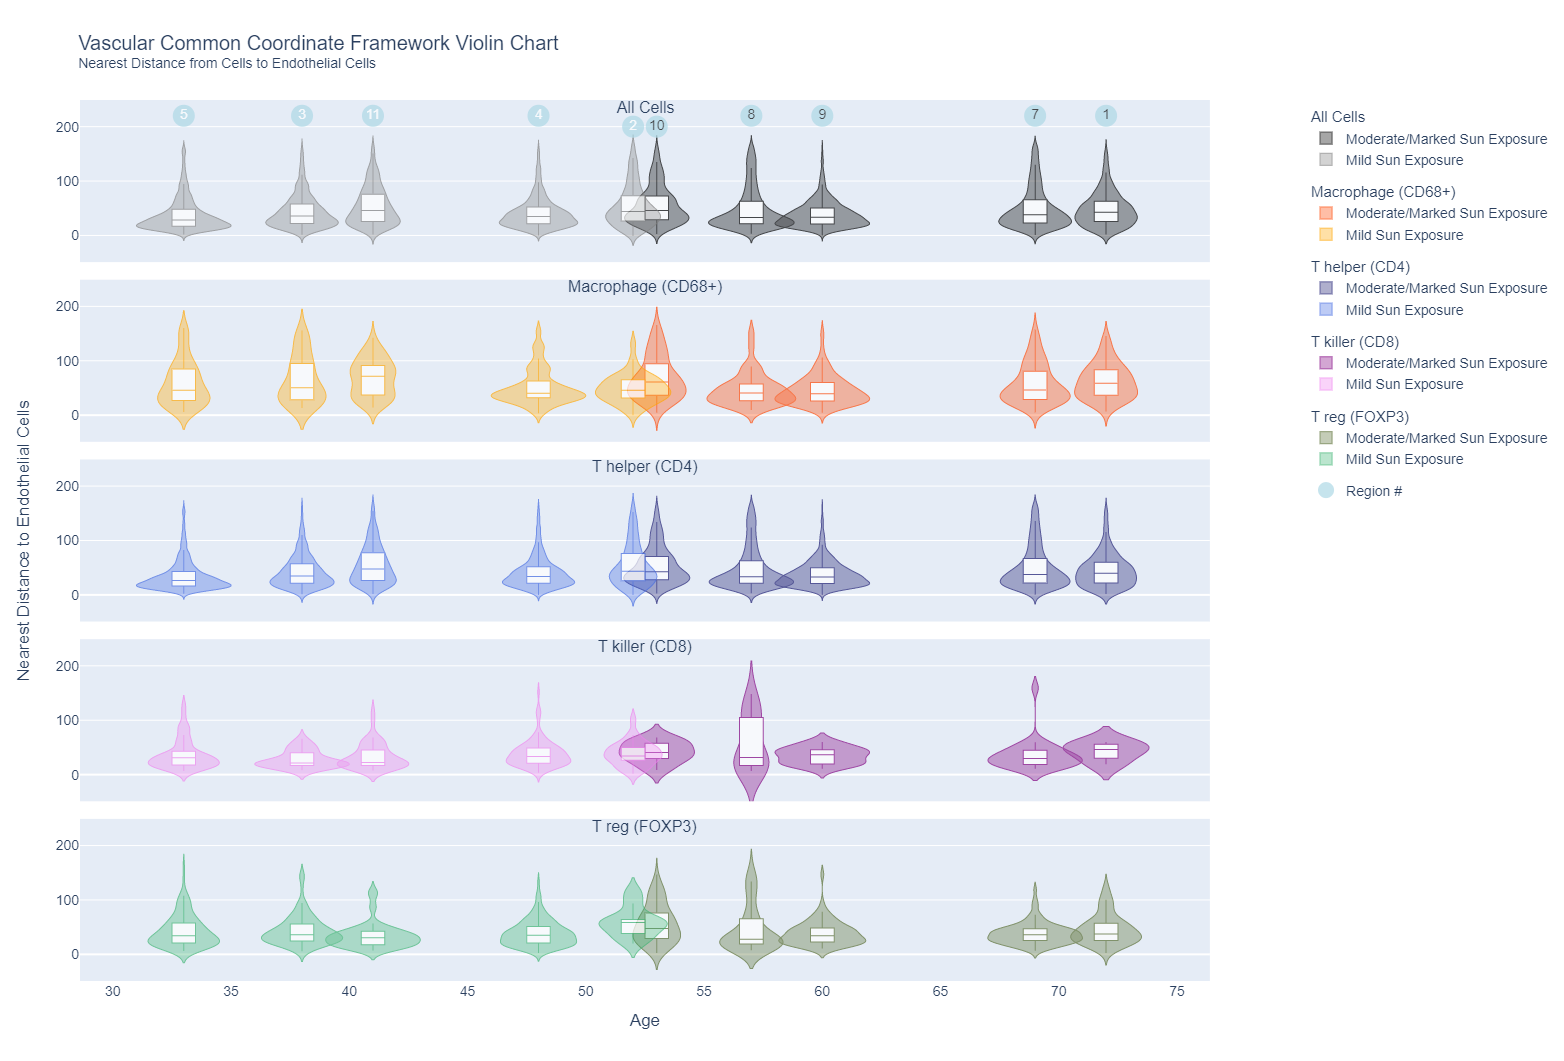 Vascular Common Coordinate Framework Violin Chart
Nearest Distance from Cells to Endothelial Cells
All Cells
5 3 11 4 2 10 8 9 7 1
200
100
0
Macrophage (CD68+)
200
100
0
T helper (CD4)
200
100
0
T killer (CD8)
200
100
0
T reg (FOXP3)
200
100
0
30 35 40 45 50 55 60 65 70 75
Age
Nearest Distance to Endothelial Cells
All Cells
Moderate/Marked Sun Exposure
Mild Sun Exposure
Macrophage (CD68+)
Moderate/Marked Sun Exposure
Mild Sun Exposure
T helper (CD4)
Moderate/Marked Sun Exposure
Mild Sun Exposure
T killer (CD8)
Moderate/Marked Sun Exposure
Mild Sun Exposure
T reg (FOXP3)
Moderate/Marked Sun Exposure
Mild Sun Exposure
Region #